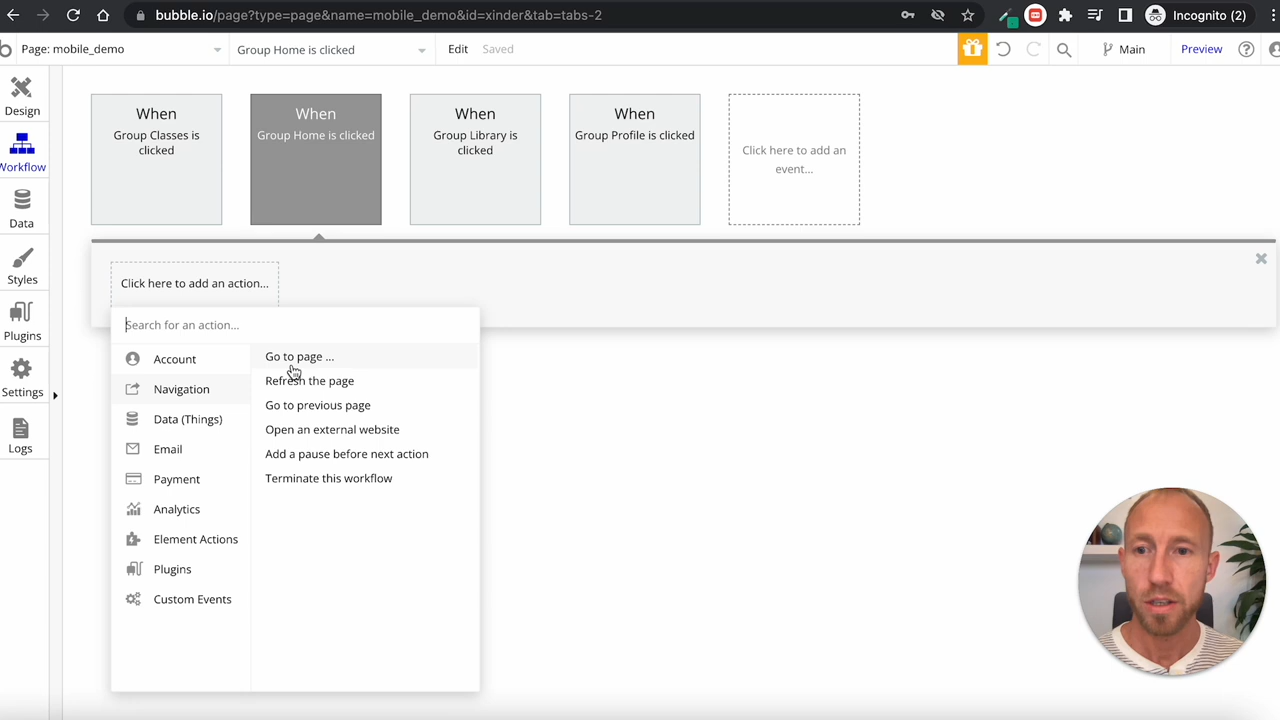 bubble.io/page?type=page&name=mobile_demo&id=xinder&tab=tabs-2
Incognito (2)
Page: mobile_demo
Group Home is clicked
Edit
Saved
Main
Preview
Design
Workflow
Data
Styles
Plugins
Settings
Logs
When
Group Classes is
clicked
When
Group Home is clicked
When
Group Library is
clicked
When
Group Profile is clicked
Click here to add an
event...
Click here to add an action...
Search for an action...
Account
Navigation
Data (Things)
Email
Payment
Analytics
Element Actions
Plugins
Custom Events
Go to page ...
Refresh the page
Go to previous page
Open an external website
Add a pause before next action
Terminate this workflow